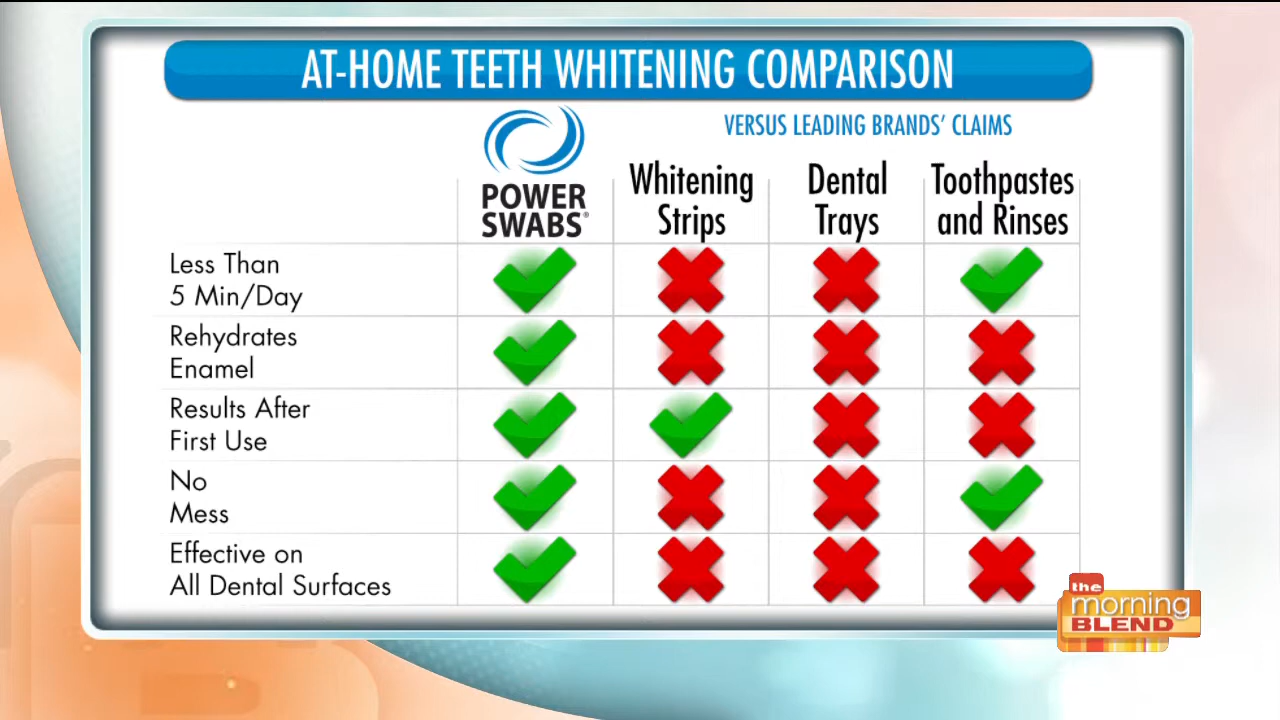 AT-HOME TEETH WHITENING COMPARISON
VERSUS LEADING BRANDS' CLAIMS
POWER
SWABS®
Whitening
Strips
Dental
Trays
Toothpastes
and Rinses
Less Than
5 Min/Day
Rehydrates
Enamel
Results After
First Use
No
Mess
Effective on
All Dental Surfaces
the
morning
BLEND